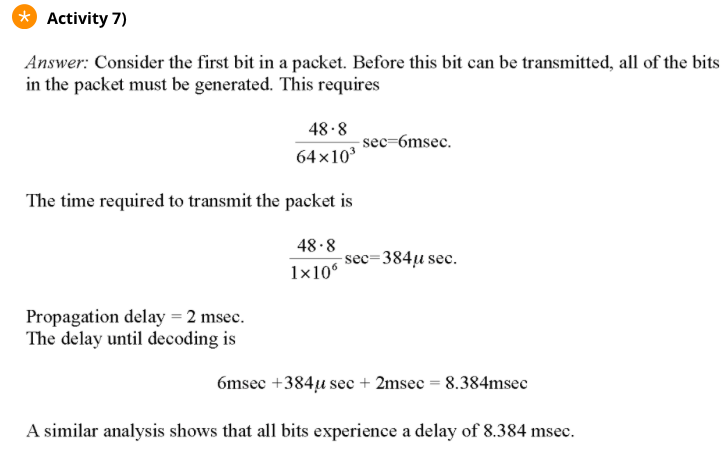 * Activity 7)
Answer: Consider the first bit in a packet. Before this bit can be transmitted, all of the bits
in the packet must be generated. This requires
48·8
64×10³ sec=6msec.
The time required to transmit the packet is
48·8
1×10⁶ sec=384μ sec.
Propagation delay = 2 msec.
The delay until decoding is
6msec +384μ sec + 2msec = 8.384msec
A similar analysis shows that all bits experience a delay of 8.384 msec.